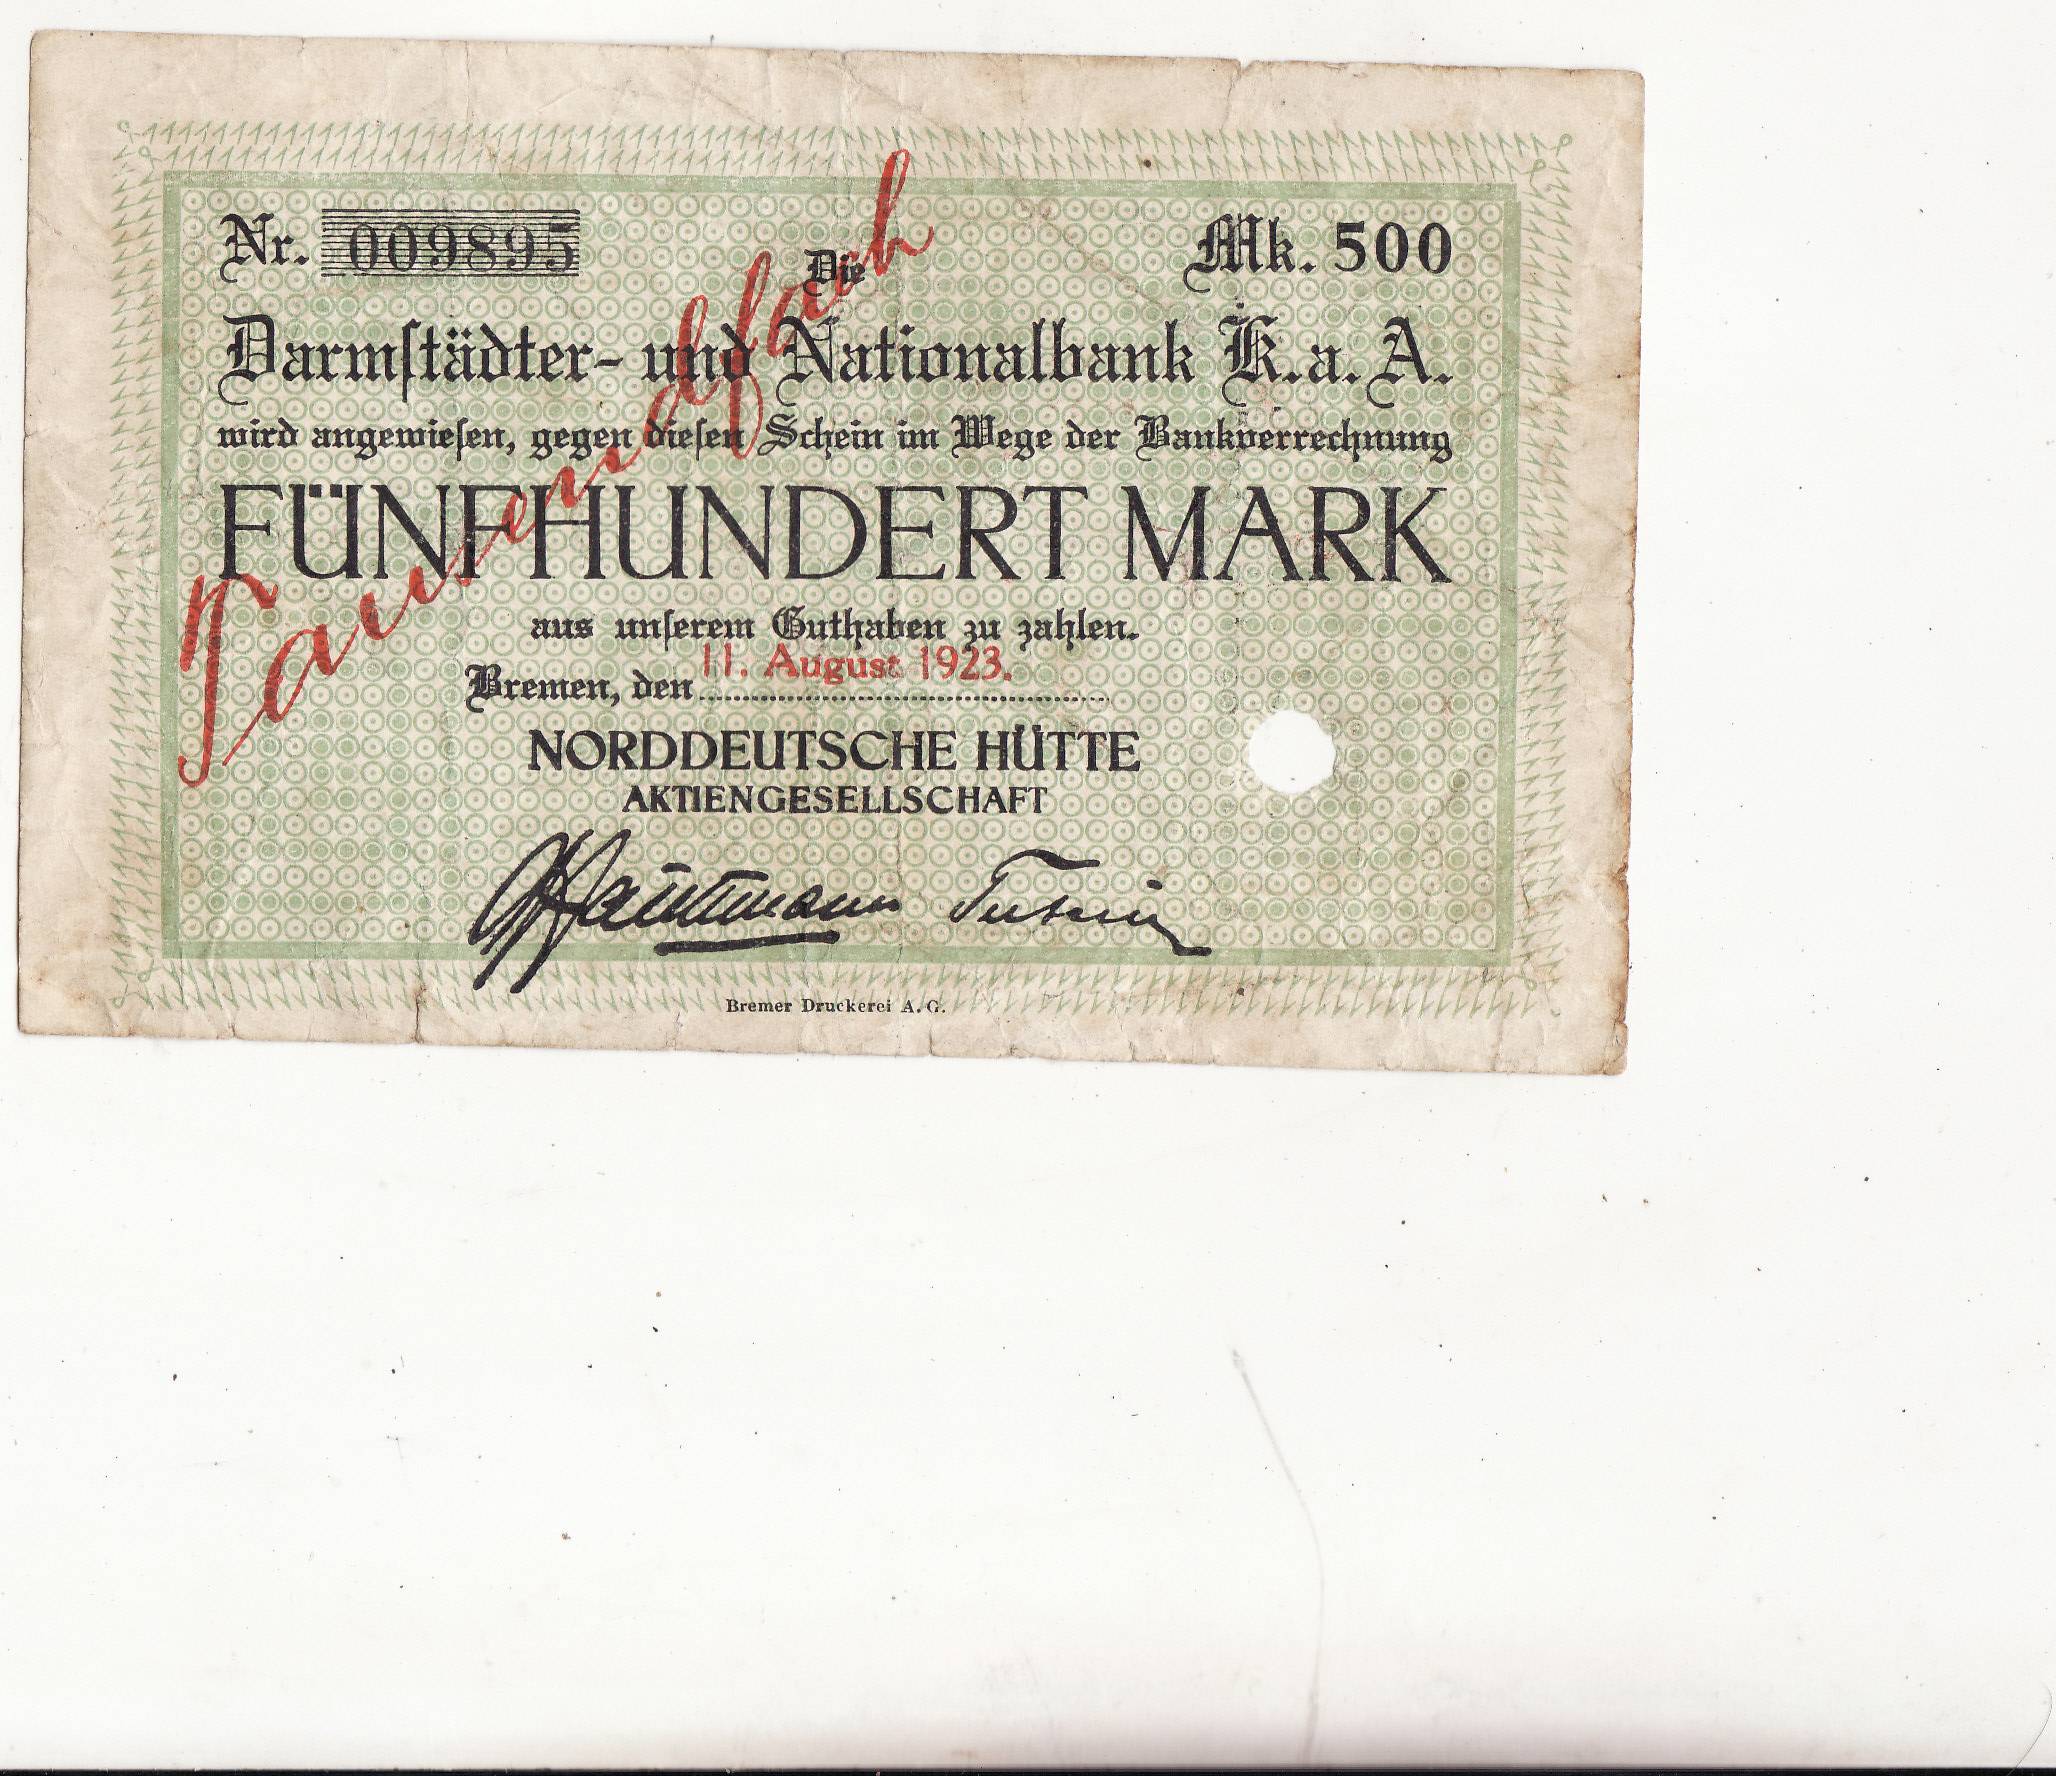 Nr. 009895
Mk. 500
Die
Darmſtädter- und Nationalbank K.a.A.
wird angewieſen, gegen dieſen Schein im Wege der Bankverrechnung
FÜNFHUNDERT MARK
aus unſerem Guthaben zu zahlen.
Bremen, den 11. August 1923.
NORDDEUTSCHE HÜTTE
AKTIENGESELLSCHAFT
Bremer Druckerei A. G.
Tausendfach